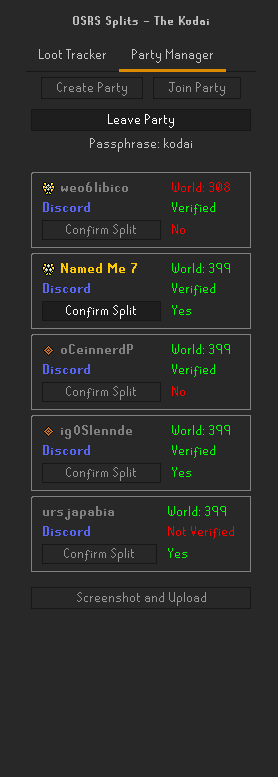 OSRS Splits - The Kodai
Loot Tracker Party Manager
Create Party Join Party
Leave Party
Passphrase: kodai
weo6libico World: 308
Discord Verified
Confirm Split No
Named Me 7 World: 399
Discord Verified
Confirm Split Yes
oCeinnerdP World: 399
Discord Verified
Confirm Split No
ig0Slennde World: 399
Discord Verified
Confirm Split Yes
ursjapabia World: 399
Discord Not Verified
Confirm Split Yes
Screenshot and Upload